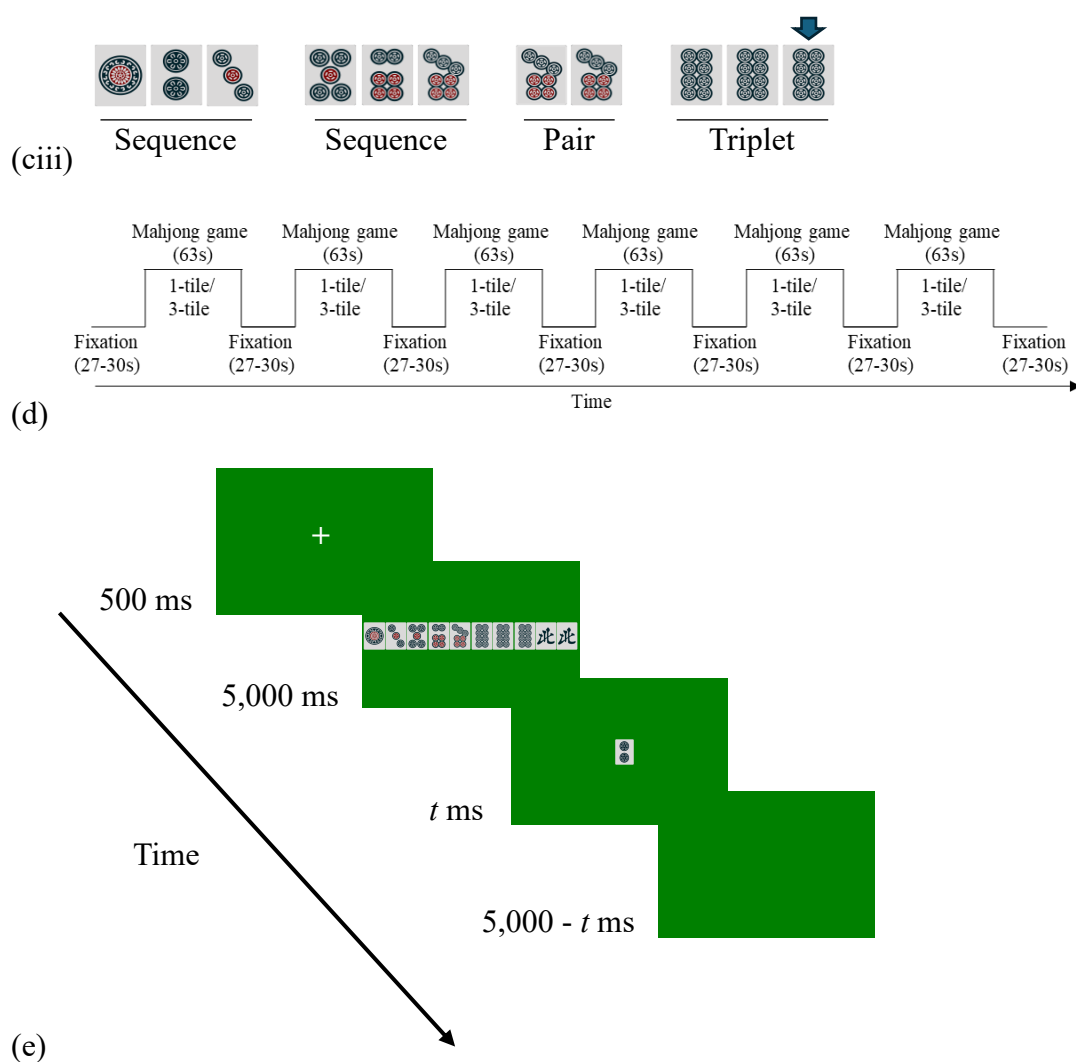 Sequence Sequence Pair Triplet
(ciii)
Mahjong game Mahjong game Mahjong game Mahjong game Mahjong game Mahjong game
(63s) (63s) (63s) (63s) (63s) (63s)
1-tile/ 1-tile/ 1-tile/ 1-tile/ 1-tile/ 1-tile/
3-tile 3-tile 3-tile 3-tile 3-tile 3-tile
Fixation Fixation Fixation Fixation Fixation Fixation Fixation
(27-30s) (27-30s) (27-30s) (27-30s) (27-30s) (27-30s) (27-30s)
Time
(d)
500 ms
北 北
5,000 ms
t ms
Time
5,000 - t ms
(e)